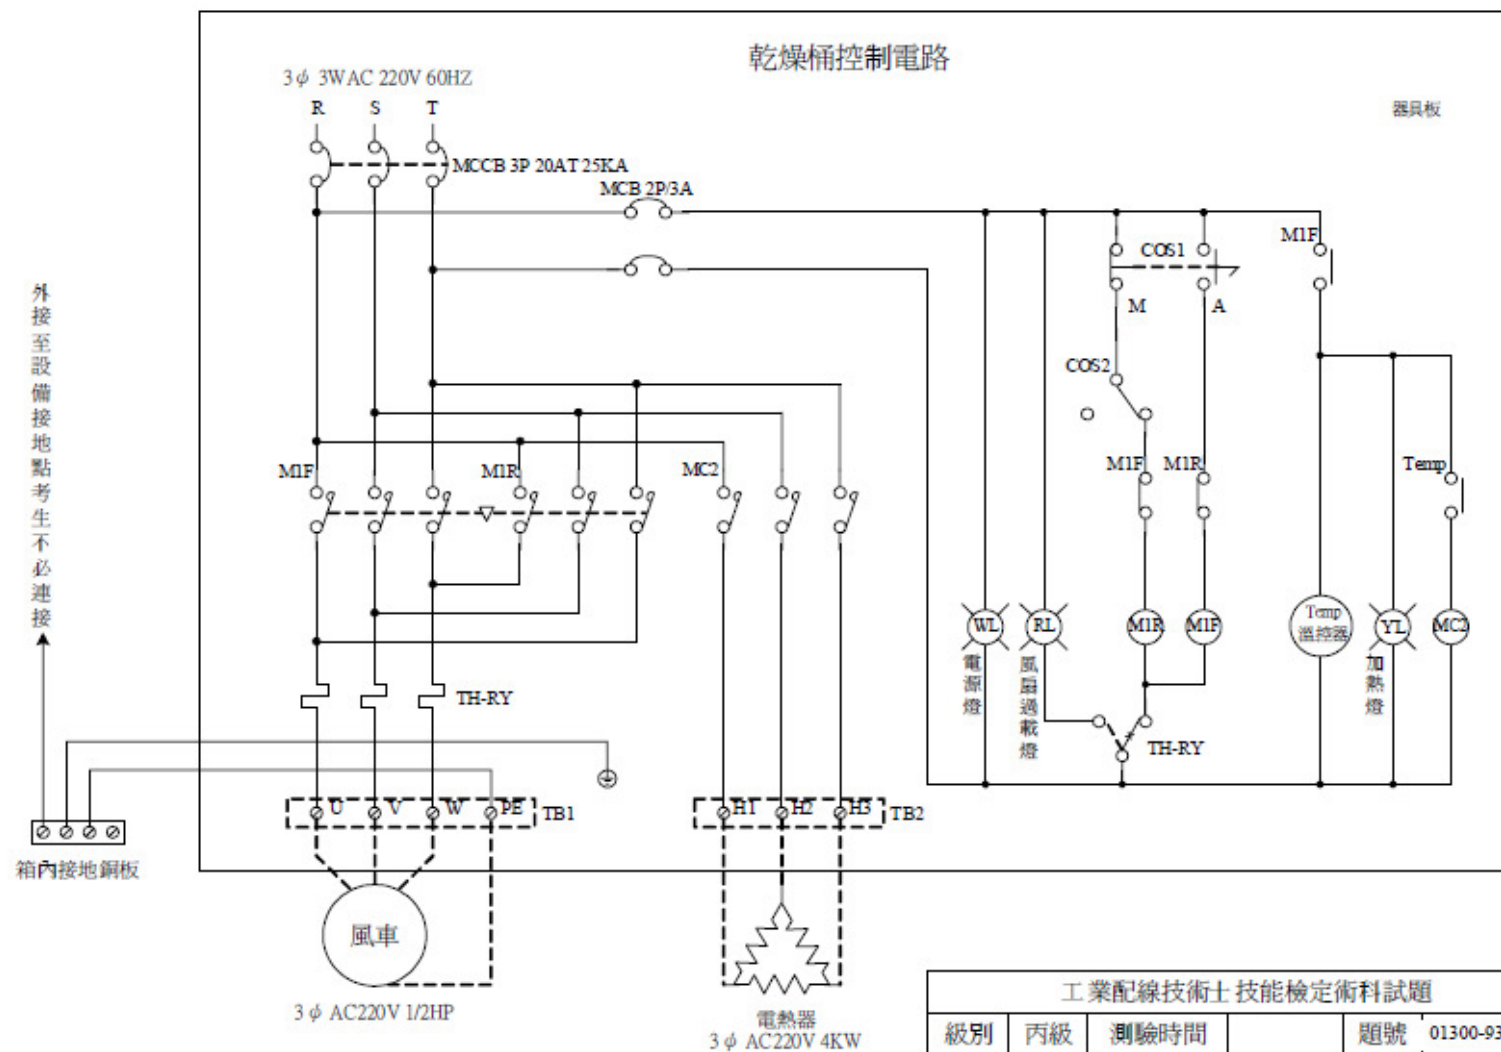 乾燥桶控制電路
3φ 3W AC 220V 60HZ
器具板
R S T
MCCB 3P 20AT 25KA
MCB 2P/3A
M1F
COS1
M A
外接至設備接地點考生不必連接
COS2
M1F M1R MC2
M1F M1R Temp
WL RL M1R M1F Temp 溫控器 YL MC2
電源燈
風扇過載燈
加熱燈
TH-RY
TH-RY
U V W PE TB1
H1 H2 H3 TB2
箱內接地銅板
風車
3φ AC220V 1/2HP
電熱器
3φ AC220V 4KW
工業配線技術士技能檢定術科試題
級別 丙級 測驗時間 題號 01300-93